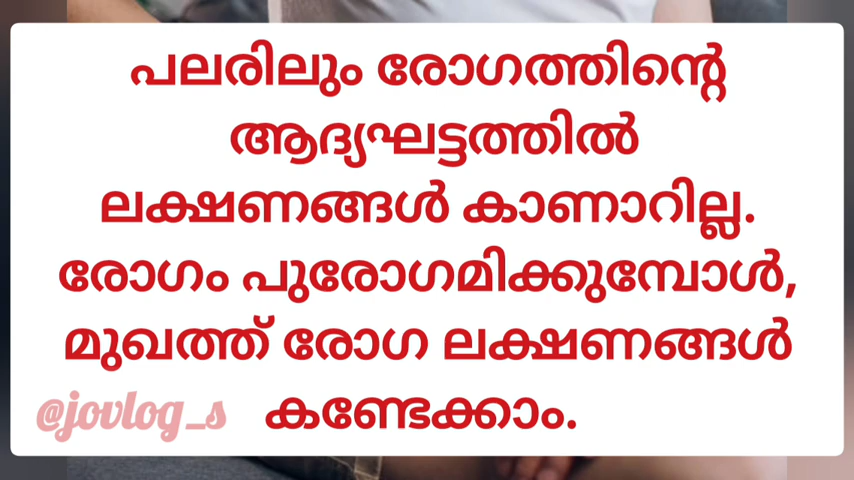 പലരിലും രോഗത്തിന്റെ
ആദ്യഘട്ടത്തിൽ
ലക്ഷണങ്ങൾ കാണാറില്ല.
രോഗം പുരോഗമിക്കുമ്പോൾ,
മുഖത്ത് രോഗ ലക്ഷണങ്ങൾ
@jovlog_s കണ്ടേക്കാം.